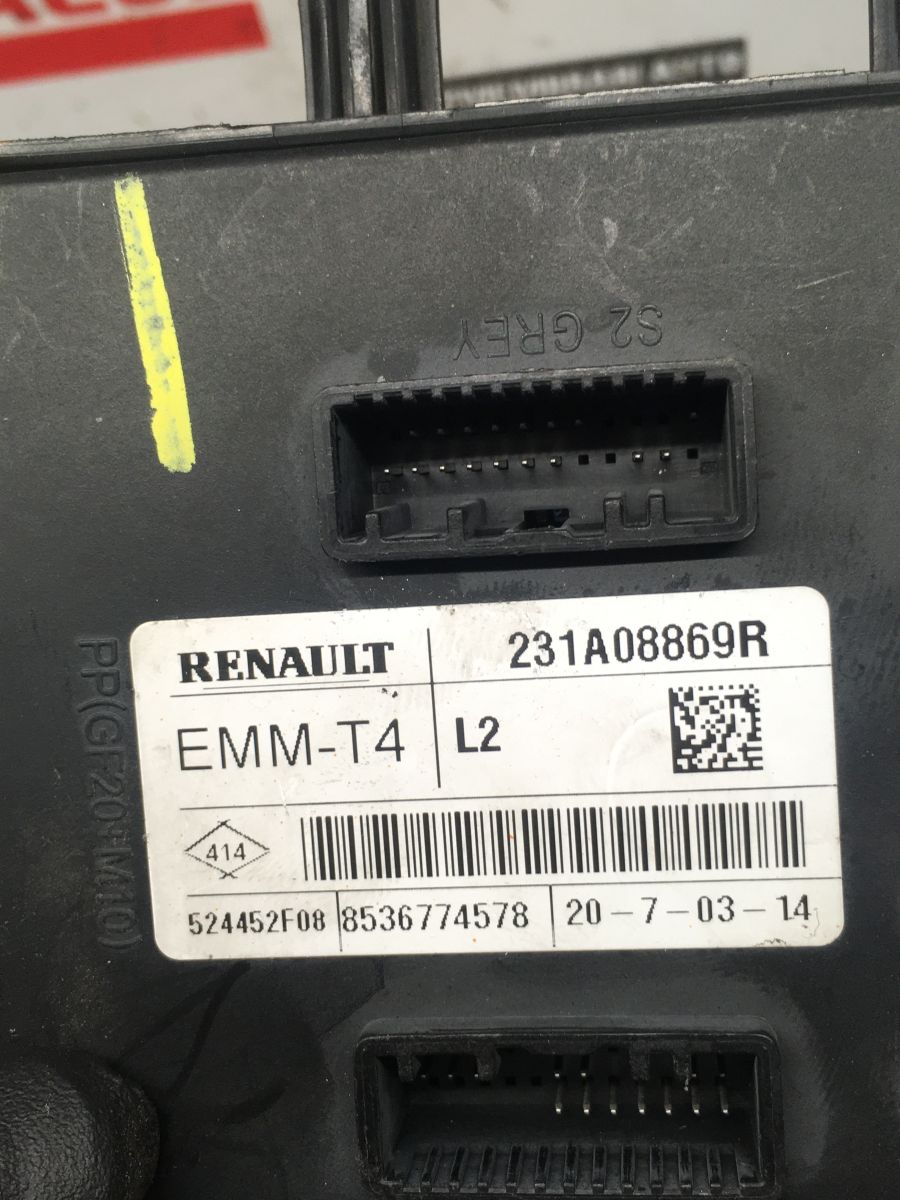 S2 GREY
RENAULT 231A08869R
EMM-T4 L2
414
524452F08 8536774578 20-7-03-14